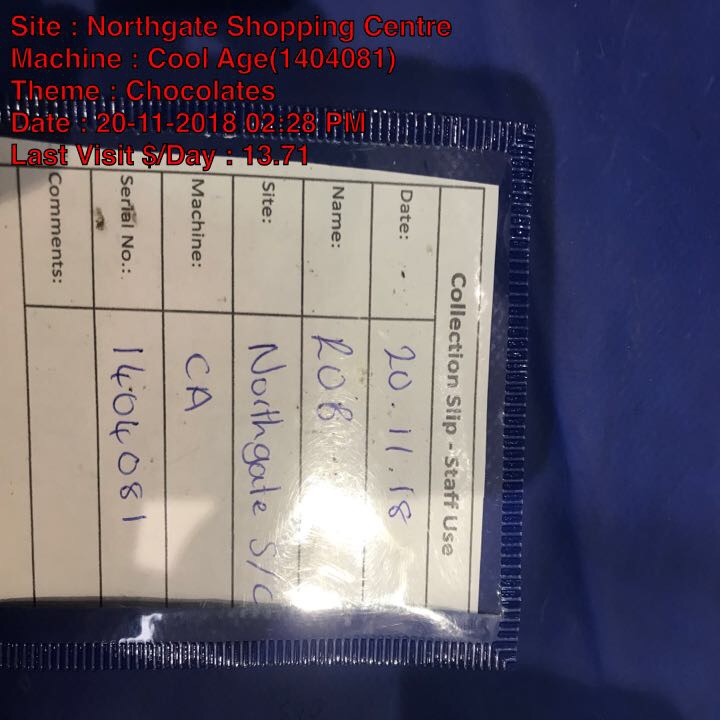 Site : Northgate Shopping Centre
Machine : Cool Age(1404081)
Theme : Chocolates
Date : 20-11-2018 02:28 PM
Last Visit $/Day : 13.71
Collection Slip - Staff Use
Date: 20.11.18
Name: ROB
Site: Northgate S/C
Machine: CA
Serial No.: 1404081
Comments: